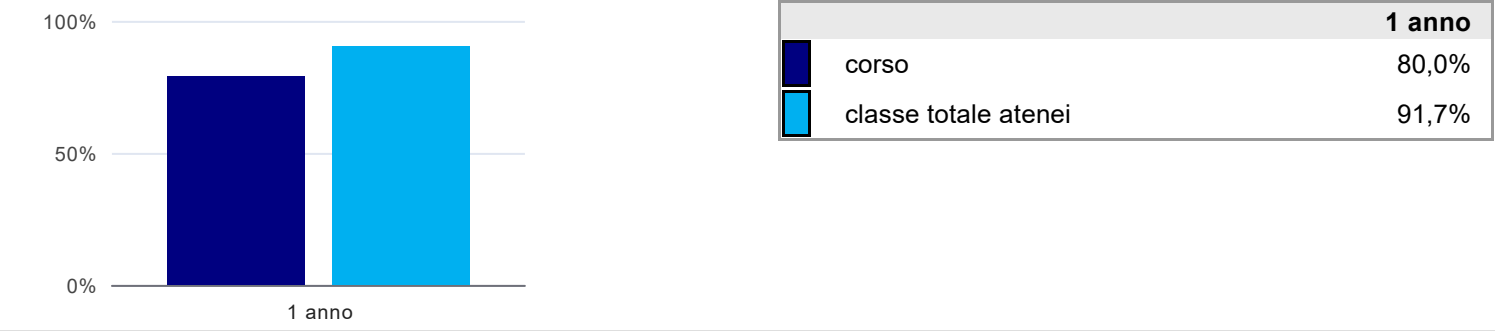 100%
50%
0%
1 anno
1 anno
corso 80,0%
classe totale atenei 91,7%